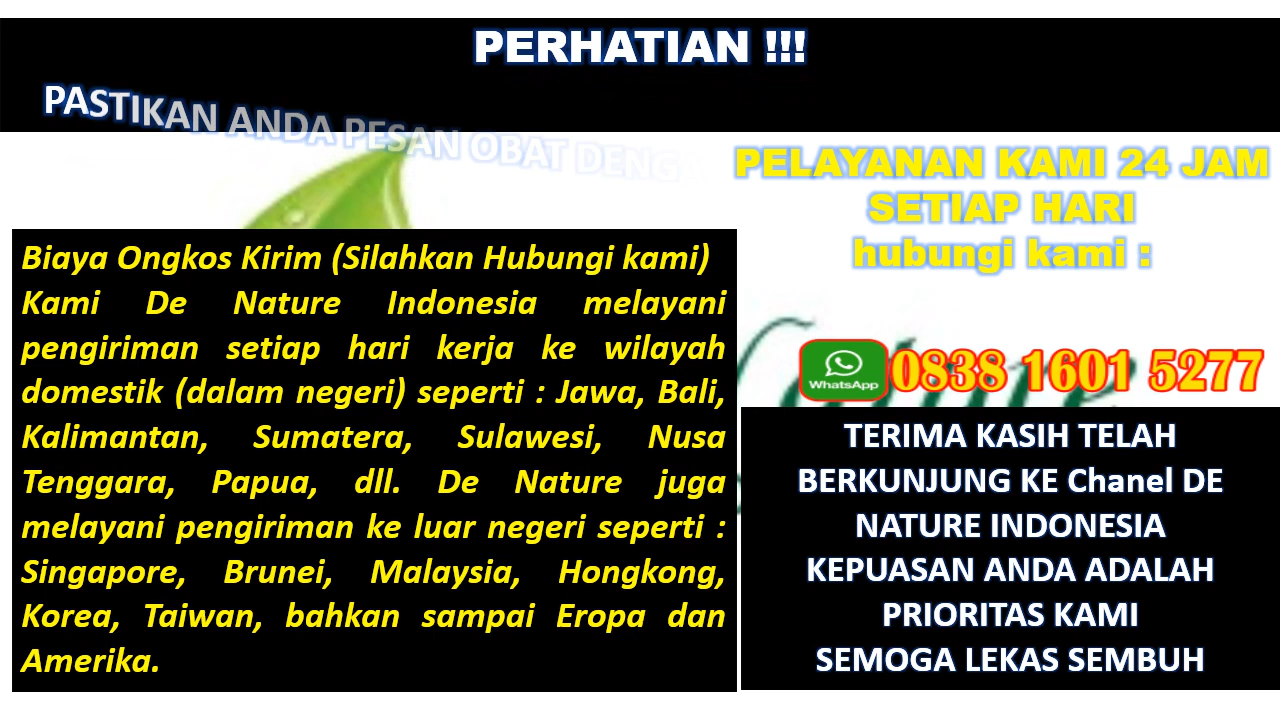 PERHATIAN !!!
PASTIKAN ANDA PESAN OBAT
PELAYANAN KAMI 24 JAM
SETIAP HARI
hubungi kami :
Biaya Ongkos Kirim (Silahkan Hubungi kami)
Kami De Nature Indonesia melayani
pengiriman setiap hari kerja ke wilayah
domestik (dalam negeri) seperti : Jawa, Bali,
Kalimantan, Sumatera, Sulawesi, Nusa
Tenggara, Papua, dll. De Nature juga
melayani pengiriman ke luar negeri seperti :
Singapore, Brunei, Malaysia, Hongkong,
Korea, Taiwan, bahkan sampai Eropa dan
Amerika.
WhatsApp
0838 1601 5277
TERIMA KASIH TELAH
BERKUNJUNG KE Chanel DE
NATURE INDONESIA
KEPUASAN ANDA ADALAH
PRIORITAS KAMI
SEMOGA LEKAS SEMBUH